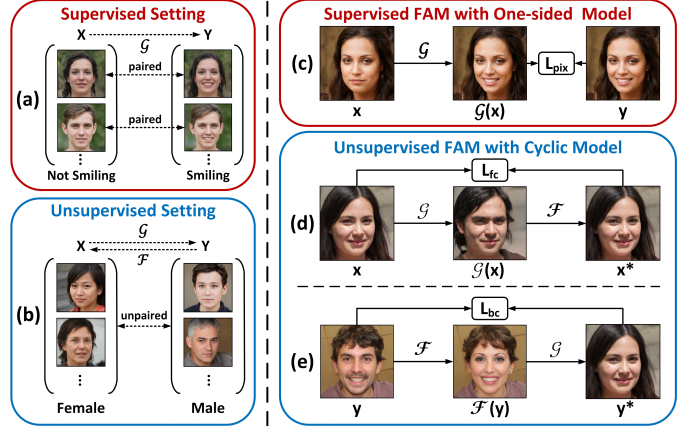 Supervised Setting
X Y
𝒢
(a)
paired
paired
⋮ ⋮
Not Smiling Smiling
Unsupervised Setting
𝒢
X Y
ℱ
(b)
unpaired
⋮ ⋮
Female Male
Supervised FAM with One-sided Model
(c)
𝒢
L_pix
x 𝒢(x) y
Unsupervised FAM with Cyclic Model
L_fc
(d)
𝒢 ℱ
x 𝒢(x) x*
L_bc
(e)
ℱ 𝒢
y ℱ(y) y*